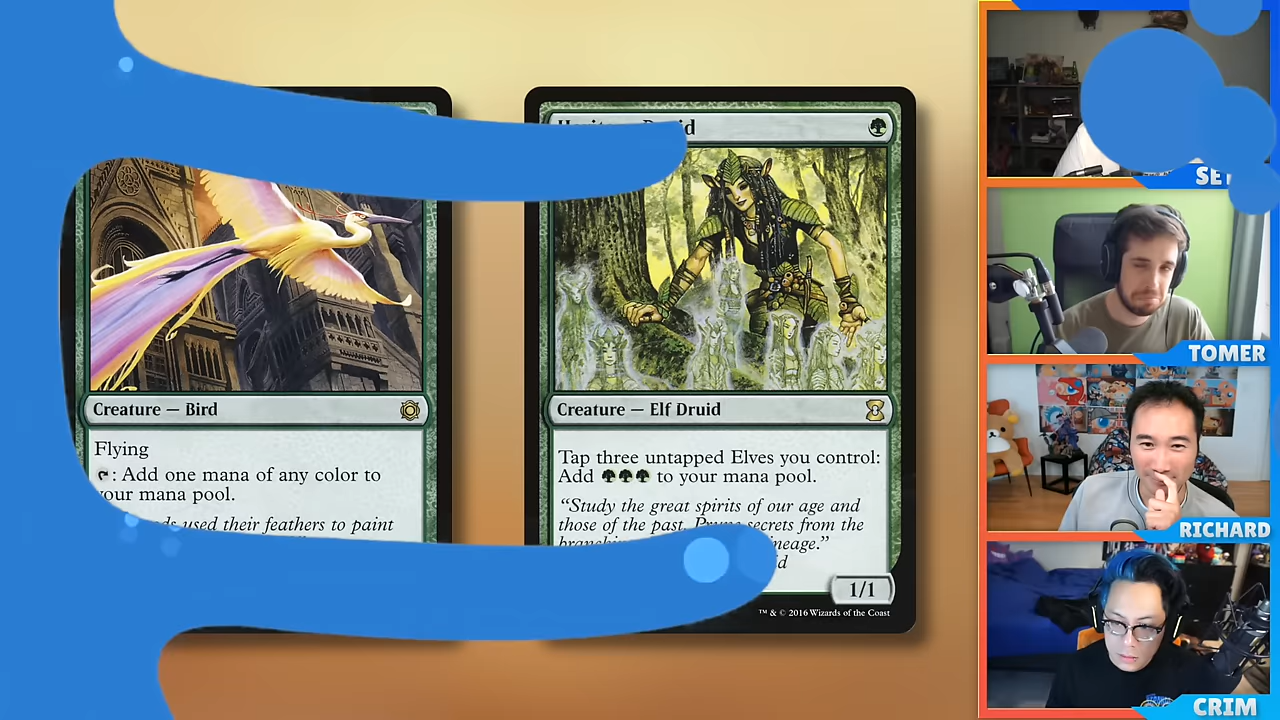 Creature — Bird
Flying
: Add one mana of any color to
your mana pool.
used their feathers to paint
Druid
Creature — Elf Druid
Tap three untapped Elves you control:
Add to your mana pool.
“Study the great spirits of our age and
those of the past. Prune secrets from the
lineage.”
1/1
™ & © 2016 Wizards of the Coast
TOMER
RICHARD
CRIM